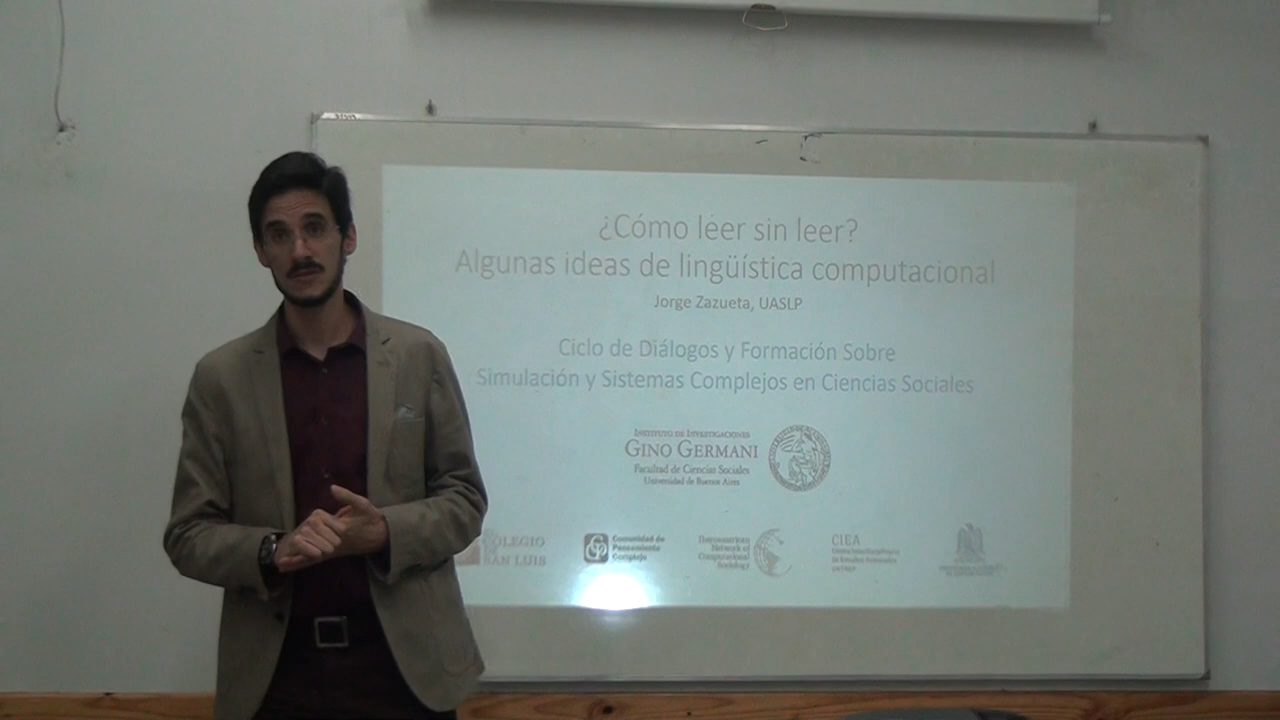 ¿Cómo leer sin leer?
Algunas ideas de lingüística computacional
Jorge Zazueta, UASLP
Ciclo de Diálogos y Formación Sobre
Simulación y Sistemas Complejos en Ciencias Sociales
INSTITUTO DE INVESTIGACIONES
GINO GERMANI
Facultad de Ciencias Sociales
Universidad de Buenos Aires
COLEGIO
SAN LUIS
Comunidad de
Pensamiento
Complejo
Iberoamerican
Network of
Computational
Sociology
CIEA